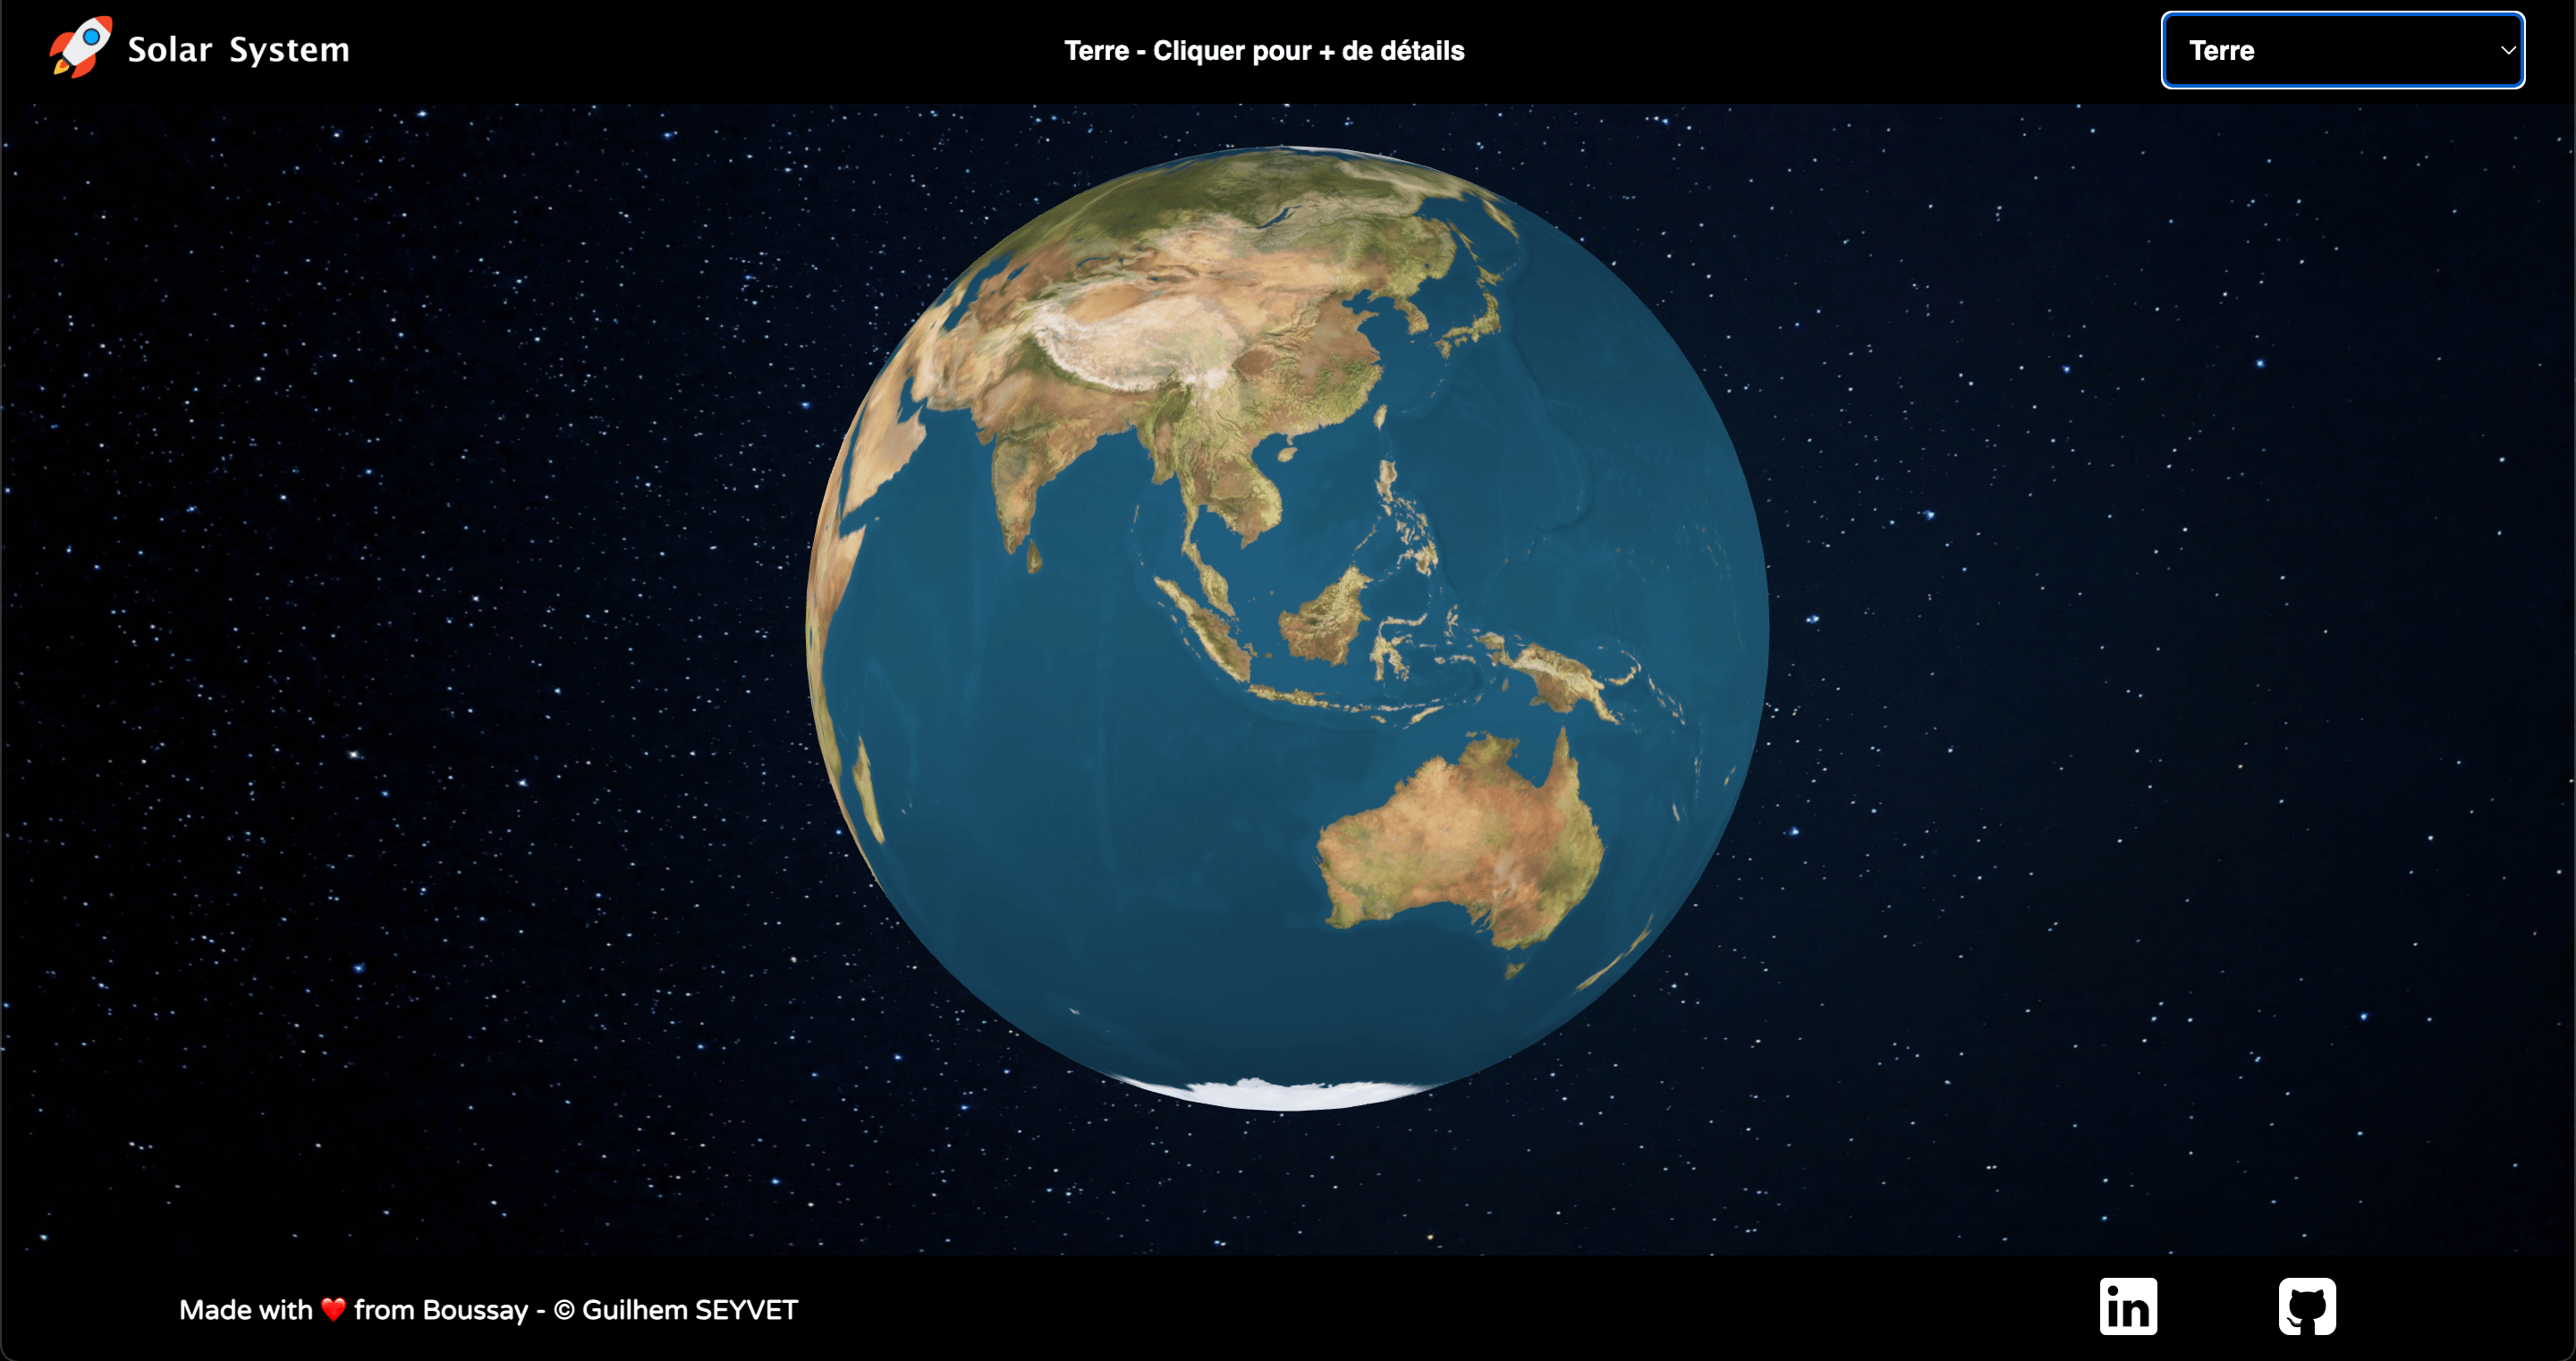 Solar System
Terre - Cliquer pour + de détails
Terre
Made with ❤️ from Boussay - © Guilhem SEYVET
in